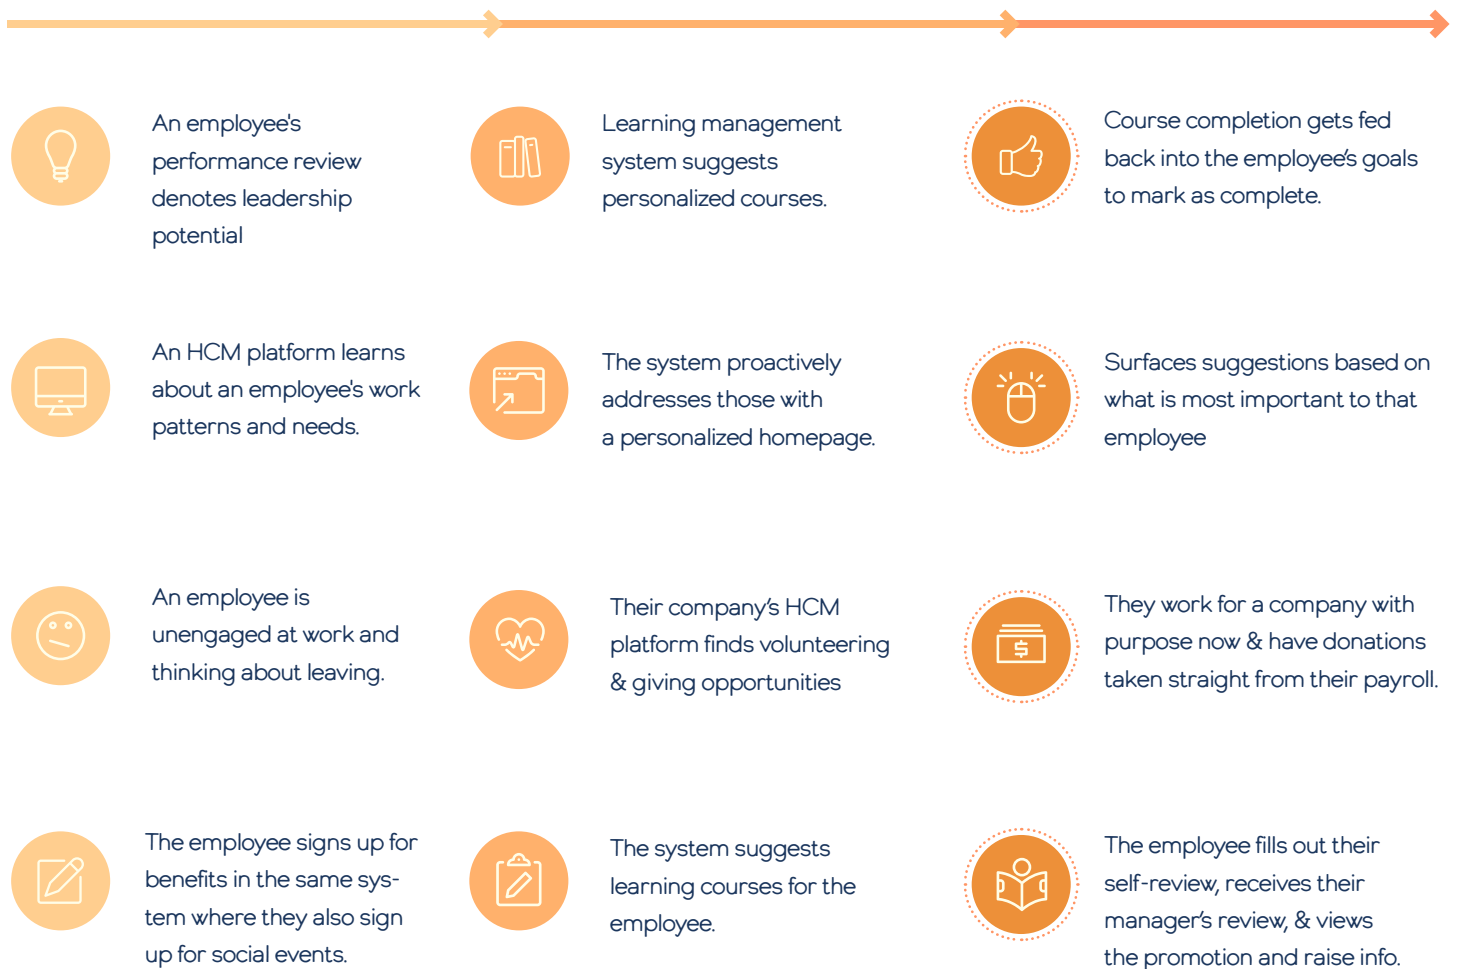 An employee's
performance review
denotes leadership
potential
Learning management
system suggests
personalized courses.
Course completion gets fed
back into the employee's goals
to mark as complete.
An HCM platform learns
about an employee's work
patterns and needs.
The system proactively
addresses those with
a personalized homepage.
Surfaces suggestions based on
what is most important to that
employee
An employee is
unengaged at work and
thinking about leaving.
Their company's HCM
platform finds volunteering
& giving opportunities
They work for a company with
purpose now & have donations
taken straight from their payroll.
$
The employee signs up for
benefits in the same sys-
tem where they also sign
up for social events.
The system suggests
learning courses for the
employee.
The employee fills out their
self-review, receives their
manager's review, & views
the promotion and raise info.